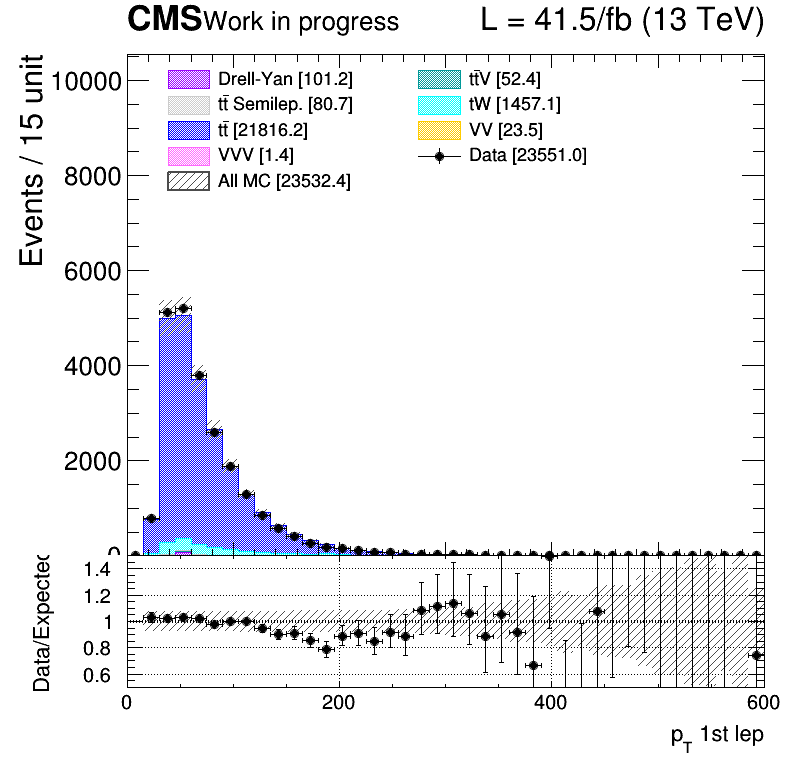 CMS Work in progress L = 41.5/fb (13 TeV)
Events / 15 unit
10000
8000
6000
4000
2000
0
Drell-Yan [101.2]
tt̄ Semilep. [80.7]
tt̄ [21816.2]
VVV [1.4]
All MC [23532.4]
tt̄V [52.4]
tW [1457.1]
VV [23.5]
Data [23551.0]
Data/Expected
1.4
1.2
1
0.8
0.6
0 200 400 600
p_T 1st lep